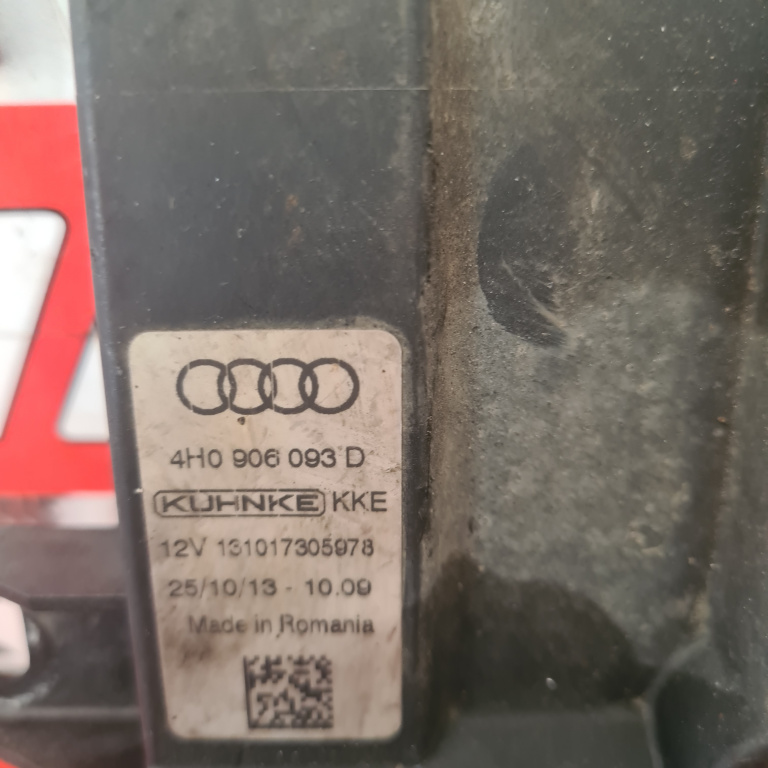 4H0 906 093 D
KUHNKE KKE
12V 131017305978
25/10/13 - 10.09
Made in Romania